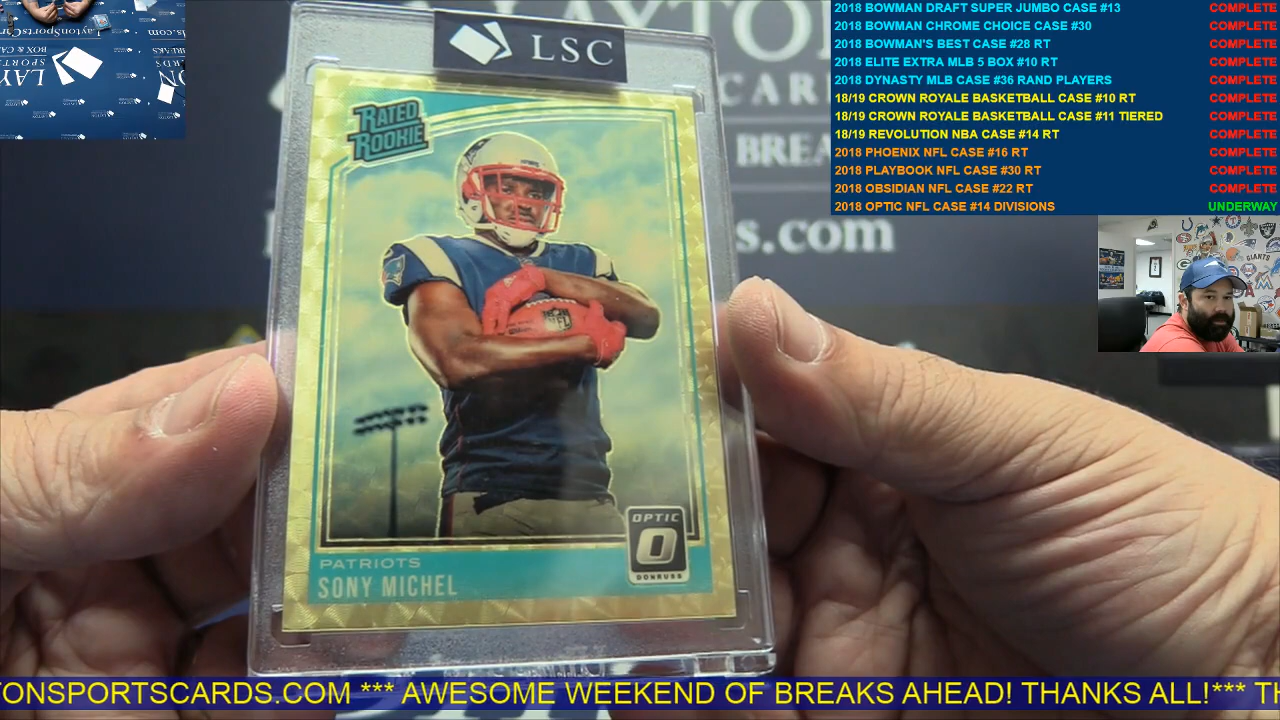 2018 BOWMAN DRAFT SUPER JUMBO CASE #13 COMPLETE
2018 BOWMAN CHROME CHOICE CASE #30 COMPLETE
2018 BOWMAN'S BEST CASE #28 RT COMPLETE
2018 ELITE EXTRA MLB 5 BOX #10 RT COMPLETE
2018 DYNASTY MLB CASE #36 RAND PLAYERS COMPLETE
18/19 CROWN ROYALE BASKETBALL CASE #10 RT COMPLETE
18/19 CROWN ROYALE BASKETBALL CASE #11 TIERED COMPLETE
18/19 REVOLUTION NBA CASE #14 RT COMPLETE
2018 PHOENIX NFL CASE #16 RT COMPLETE
2018 PLAYBOOK NFL CASE #30 RT COMPLETE
2018 OBSIDIAN NFL CASE #22 RT COMPLETE
2018 OPTIC NFL CASE #14 DIVISIONS UNDERWAY
LSC
RATED
ROOKIE
BREA
s.com
GIANTS
OPTIC
O
DONRUSS
PATRIOTS
SONY MICHEL
TONSPORTSCARDS.COM *** AWESOME WEEKEND OF BREAKS AHEAD! THANKS ALL!*** TH